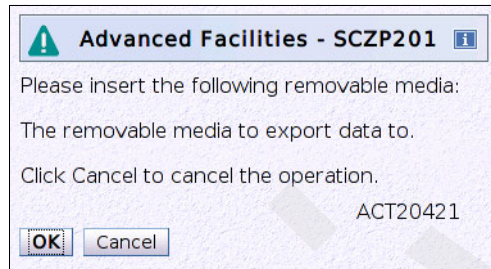 Advanced Facilities - SCZP201
Please insert the following removable media:
The removable media to export data to.
Click Cancel to cancel the operation.
ACT20421
OK Cancel